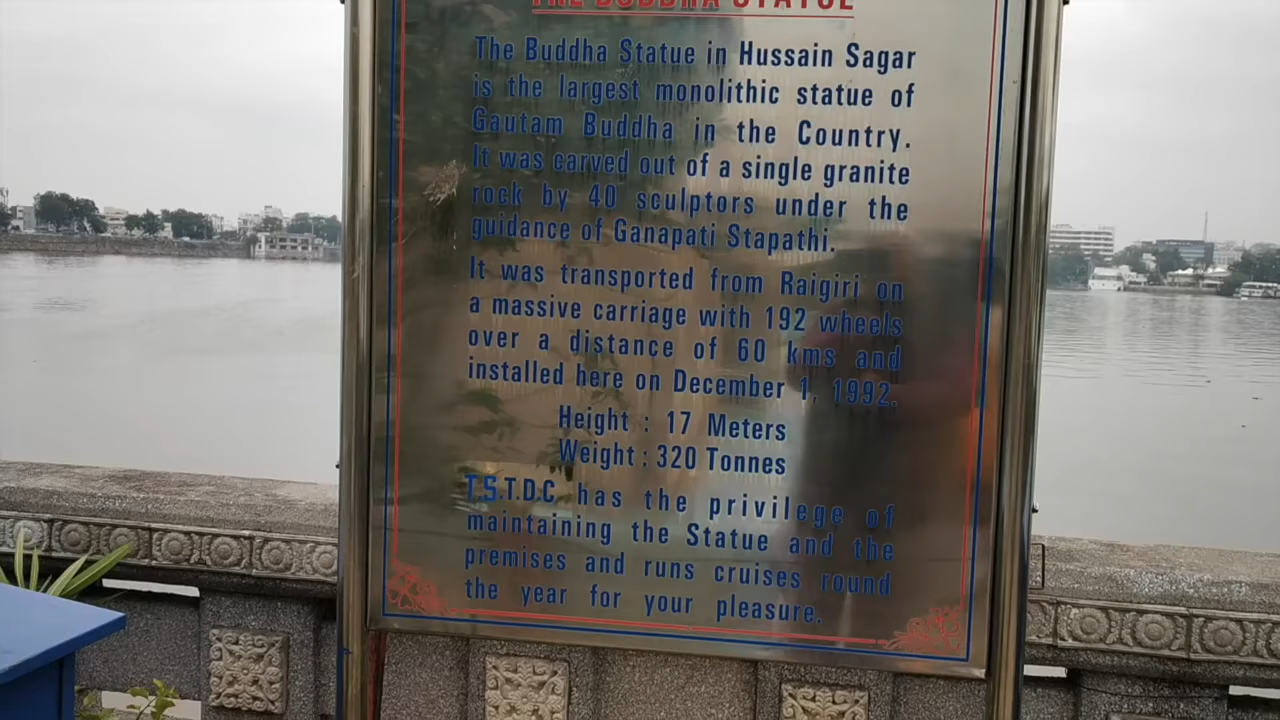 THE BUDDHA STATUE
The Buddha Statue in Hussain Sagar
is the largest monolithic statue of
Gautam Buddha in the Country.
It was carved out of a single granite
rock by 40 sculptors under the
guidance of Ganapati Stapathi.
It was transported from Raigiri on
a massive carriage with 192 wheels
over a distance of 60 kms and
installed here on December 1, 1992.
Height : 17 Meters
Weight : 320 Tonnes
T.S.T.D.C. has the privilege of
maintaining the Statue and the
premises and runs cruises round
the year for your pleasure.